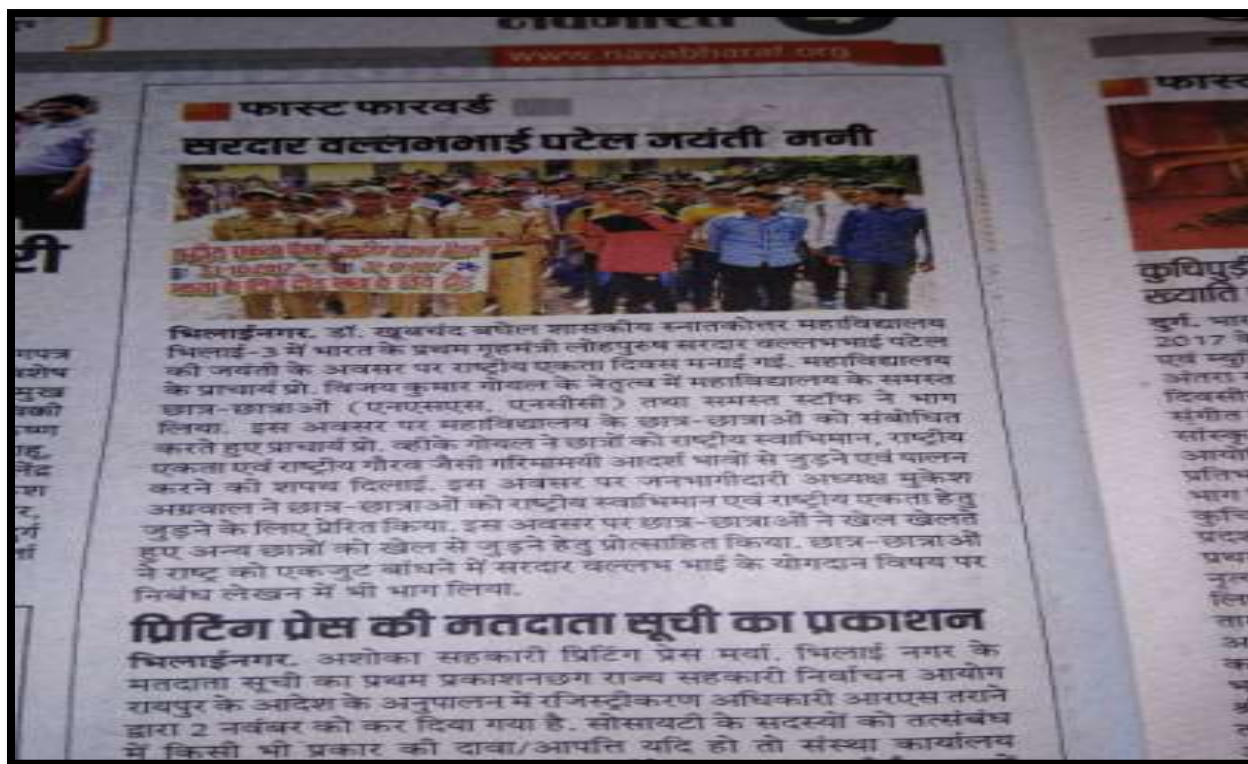 नवभारत
www.navabharat.org
फास्ट फारवर्ड
सरदार वल्लभभाई पटेल जयंती मनी
भिलाईनगर. डॉ. खूबचंद बघेल शासकीय स्नातकोत्तर महाविद्यालय
भिलाई-3 में भारत के प्रथम गृहमंत्री लोहपुरुष सरदार वल्लभभाई पटेल
की जयंती के अवसर पर राष्ट्रीय एकता दिवस मनाई गई. महाविद्यालय
के प्राचार्य प्रो. विजय कुमार गोयल के नेतृत्व में महाविद्यालय के समस्त
छात्र-छात्राओं (एनएसएस, एनसीसी) तथा समस्त स्टॉफ ने भाग
लिया. इस अवसर पर महाविद्यालय के छात्र-छात्राओं को संबोधित
करते हुए प्राचार्य प्रो. व्हीके गोयल ने छात्रों को राष्ट्रीय स्वाभिमान, राष्ट्रीय
एकता एवं राष्ट्रीय गौरव जैसी गरिमामयी आदर्श भावों से जुड़ने एवं पालन
करने की शपथ दिलाई. इस अवसर पर जनभागीदारी अध्यक्ष मुकेश
अग्रवाल ने छात्र-छात्राओं को राष्ट्रीय स्वाभिमान एवं राष्ट्रीय एकता हेतु
जुड़ने के लिए प्रेरित किया. इस अवसर पर छात्र-छात्राओं ने खेल खेलते
हुए अन्य छात्रों को खेल से जुड़ने हेतु प्रोत्साहित किया. छात्र-छात्राओं
ने राष्ट्र को एकजुट बांधने में सरदार वल्लभ भाई के योगदान विषय पर
निबंध लेखन में भी भाग लिया.
प्रिटिंग प्रेस की मतदाता सूची का प्रकाशन
भिलाईनगर. अशोका सहकारी प्रिटिंग प्रेस मर्या. भिलाई नगर के
मतदाता सूची का प्रथम प्रकाशनछग राज्य सहकारी निर्वाचन आयोग
रायपुर के आदेश के अनुपालन में रजिस्ट्रीकरण अधिकारी आरएस तराने
द्वारा 2 नवंबर को कर दिया गया है. सोसायटी के सदस्यों को तत्संबंध
में किसी भी प्रकार की दावा/आपत्ति यदि हो तो संस्था कार्यालय
कुचिपुड़ी
ख्याति
दुर्ग.
2017
एवं